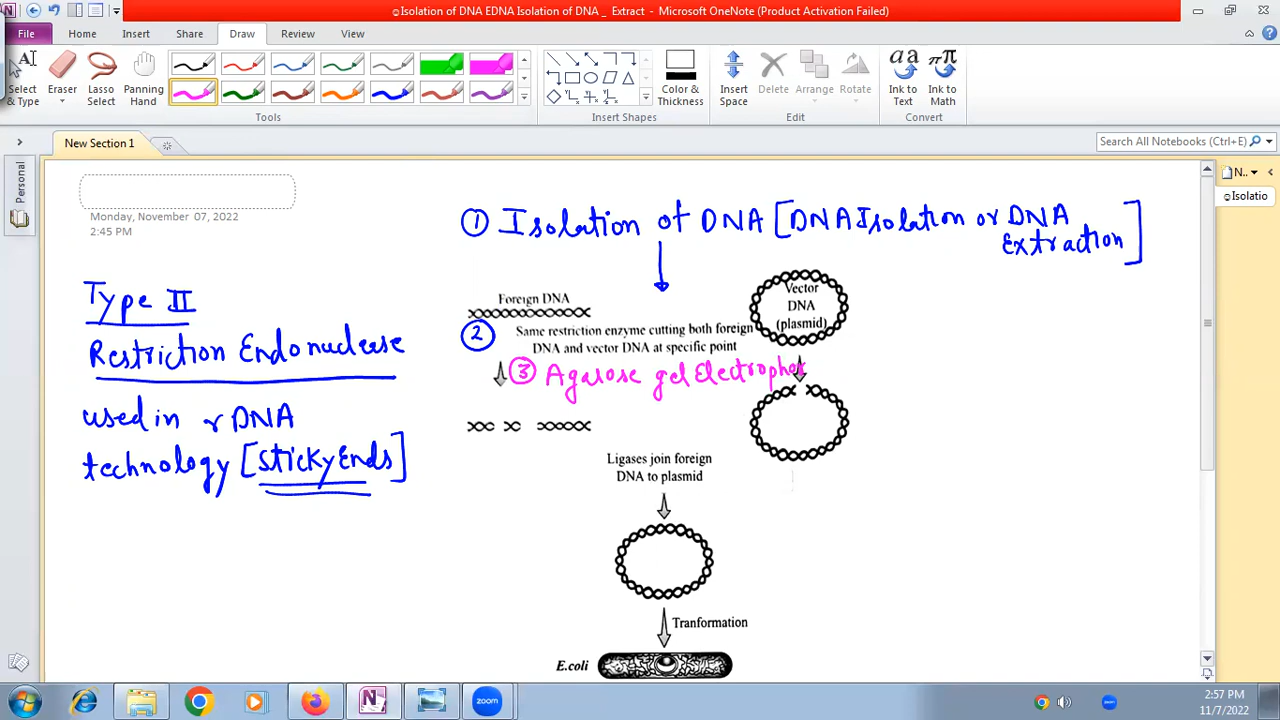 ☺Isolation of DNA EDNA Isolation of DNA _ Extract - Microsoft OneNote (Product Activation Failed)
File Home Insert Share Draw Review View
Select & Type
Eraser
Lasso Select
Panning Hand
Color & Thickness
Insert Space
Delete
Arrange
Rotate
Ink to Text
Ink to Math
Tools
Insert Shapes
Edit
Convert
New Section 1
Search All Notebooks (Ctrl+E)
Personal
N..
☺Isolatio
Monday, November 07, 2022
2:45 PM
① Isolation of DNA [DNA Isolation or DNA
Extraction]
Type II
Restriction Endonuclease
used in rDNA
technology [Sticky Ends]
Foreign DNA
Vector
DNA
(plasmid)
② Same restriction enzyme cutting both foreign
DNA and vector DNA at specific point
③ Agarose gel Electrophor
Ligases join foreign
DNA to plasmid
Tranformation
E.coli
zoom
2:57 PM
11/7/2022